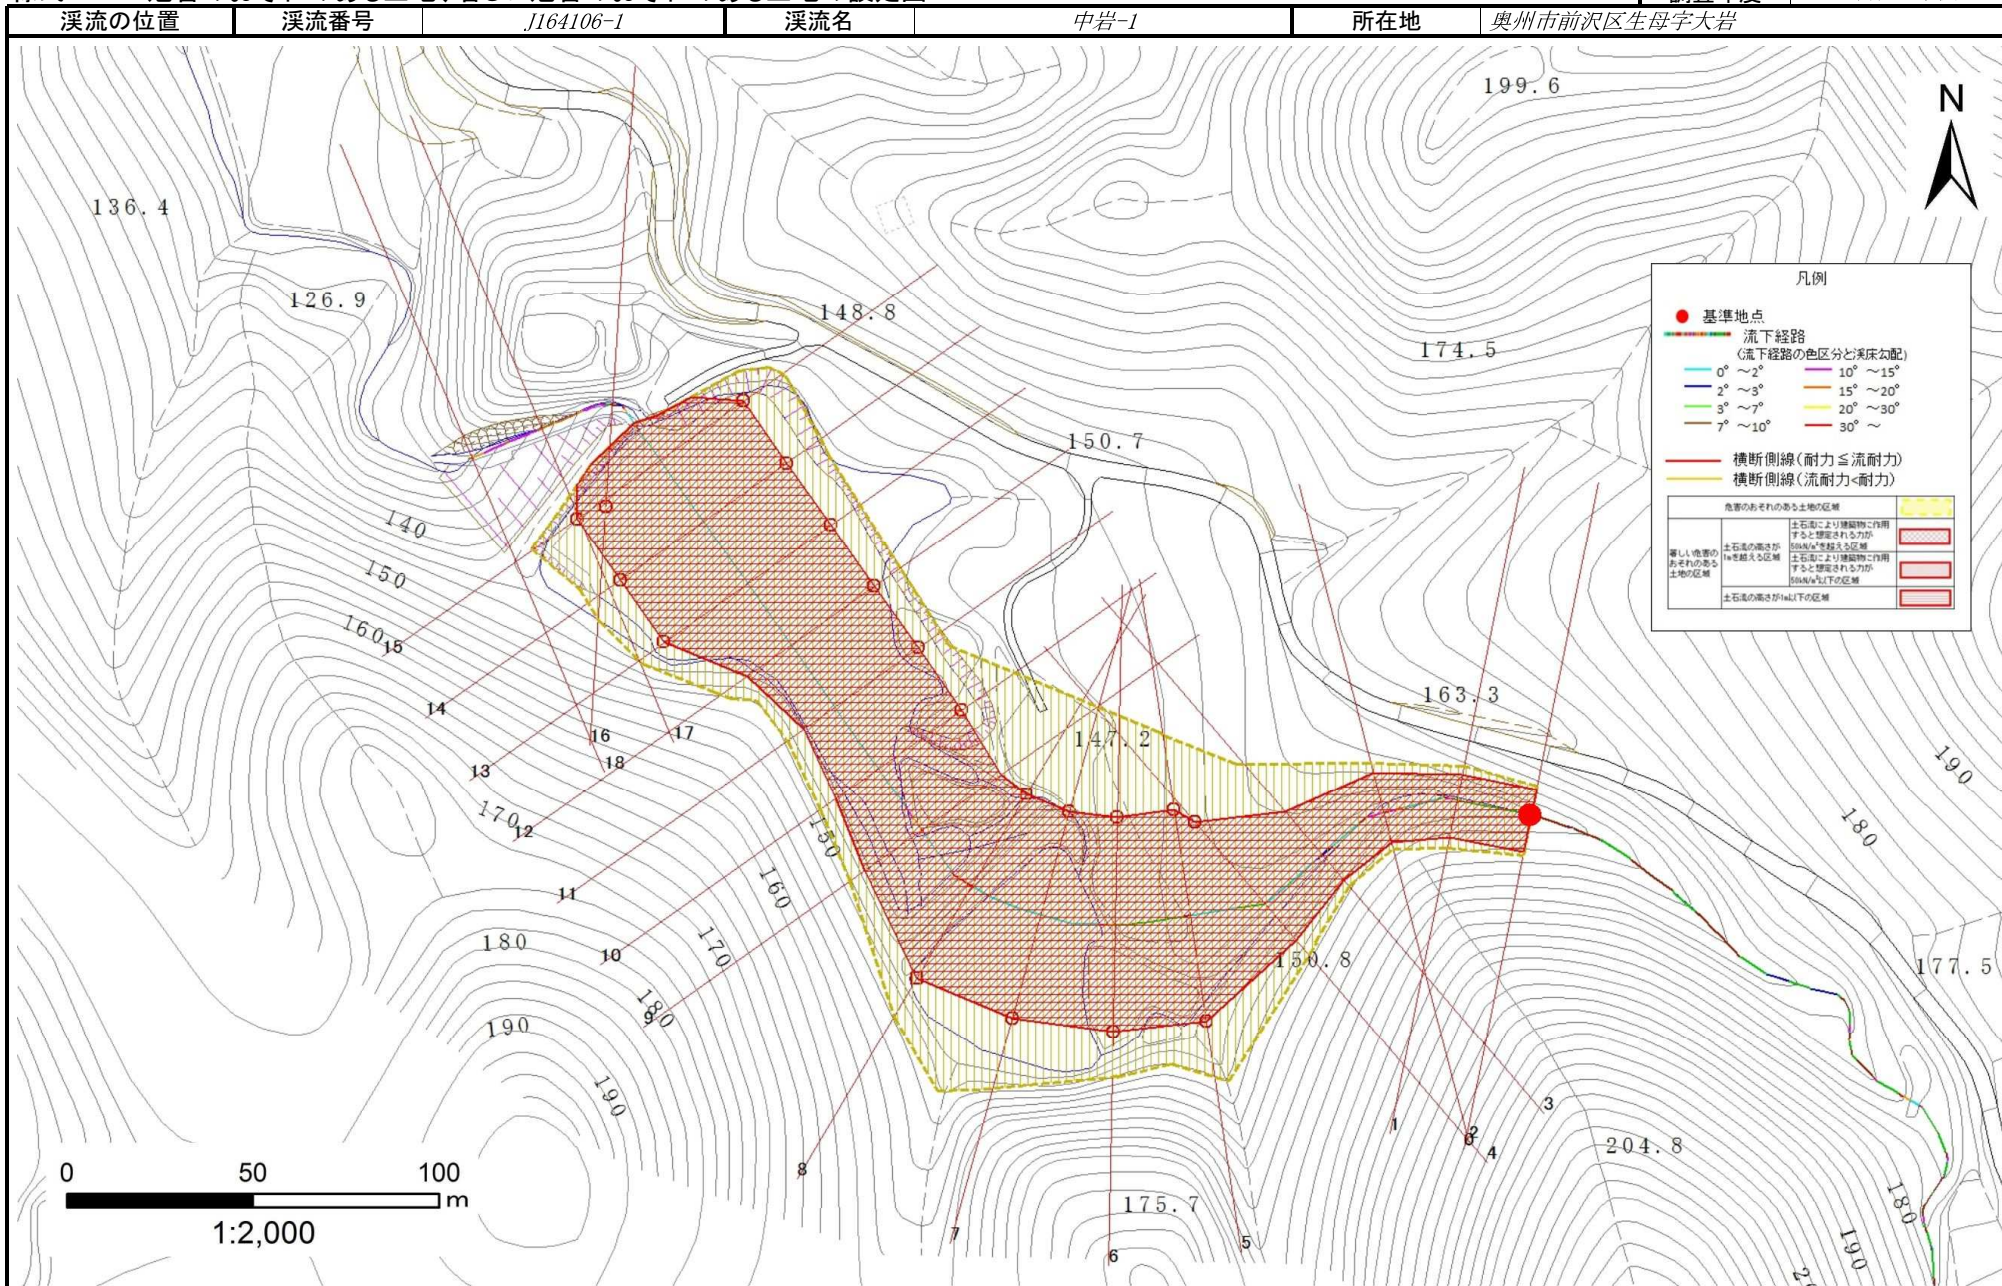 溪流の位置 溪流番号 J164106-1 溪流名 中岩-1 所在地 奥州市前沢区生母字大岩
N
199.6
136.4
126.9
148.8
174.5
150.7
163.3
147.2
150.8
177.5
204.8
175.7
140
150
160
170
180
190
150
160
170
180
190
190
180
180
190
15
14
16
17
18
13
12
11
10
9
8
7
6
5
1
2
0
4
3
凡例
基準地点
流下経路
(流下経路の色区分と渓床勾配)
0° ~2° 10° ~15°
2° ~3° 15° ~20°
3° ~7° 20° ~30°
7° ~10° 30° ~
横断側線(耐力≦流耐力)
横断側線(流耐力<耐力)
危害のおそれのある土地の区域
著しい危害のおそれのある土地の区域
土石流の高さが1mを越える区域
土石流により建築物に作用すると想定される力が50kN/m²を越える区域
土石流により建築物に作用すると想定される力が50kN/m²以下の区域
土石流の高さが1m以下の区域
0 50 100
m
1:2,000